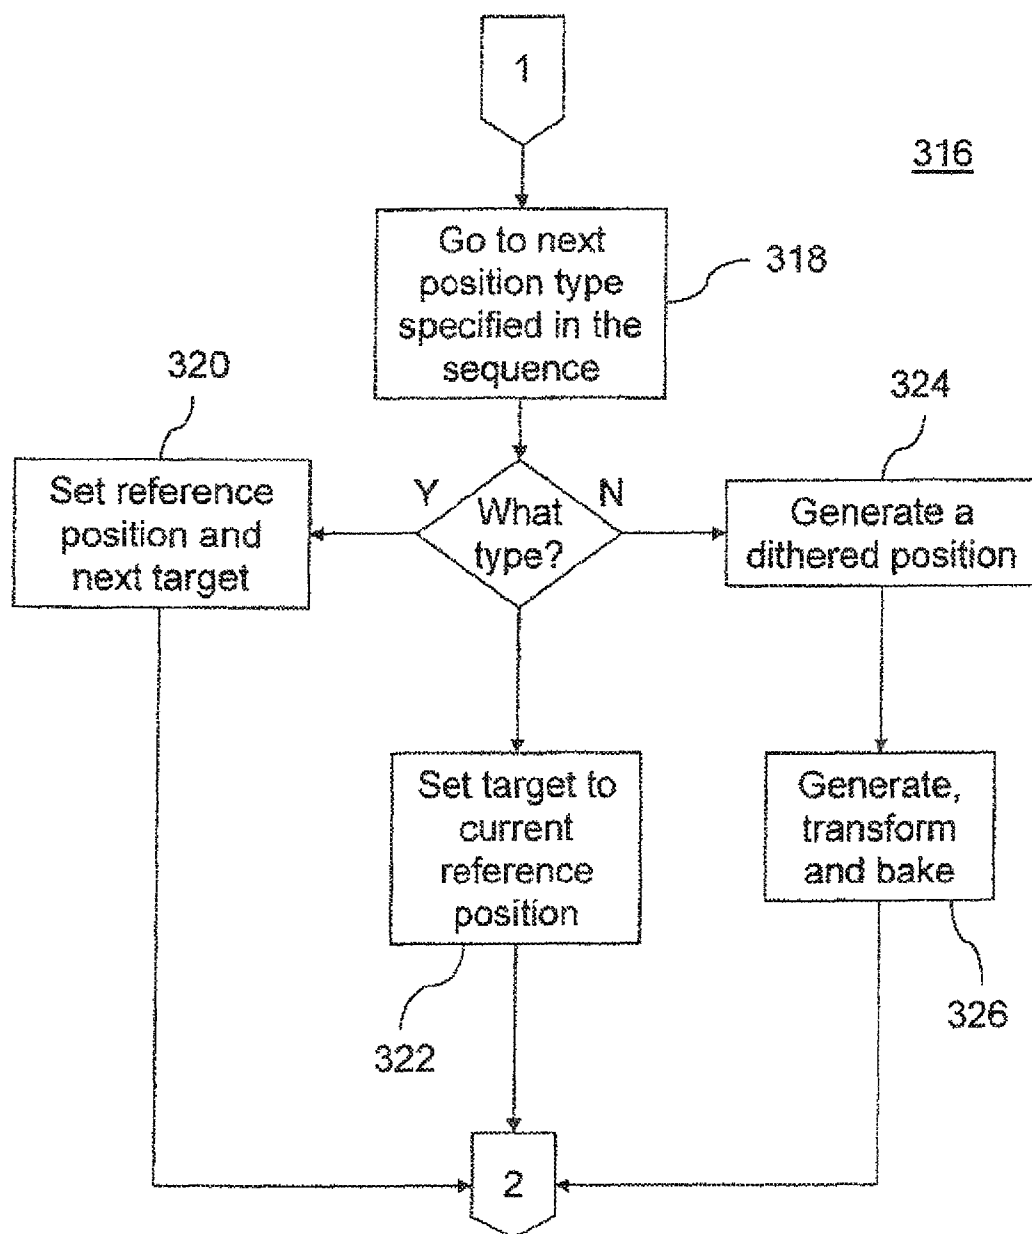 1
316
Go to next
position type
specified in the
sequence
318
320
324
Set reference
position and
next target
Y
What
type?
N
Generate a
dithered position
Set target to
current
reference
position
Generate,
transform
and bake
322
326
2